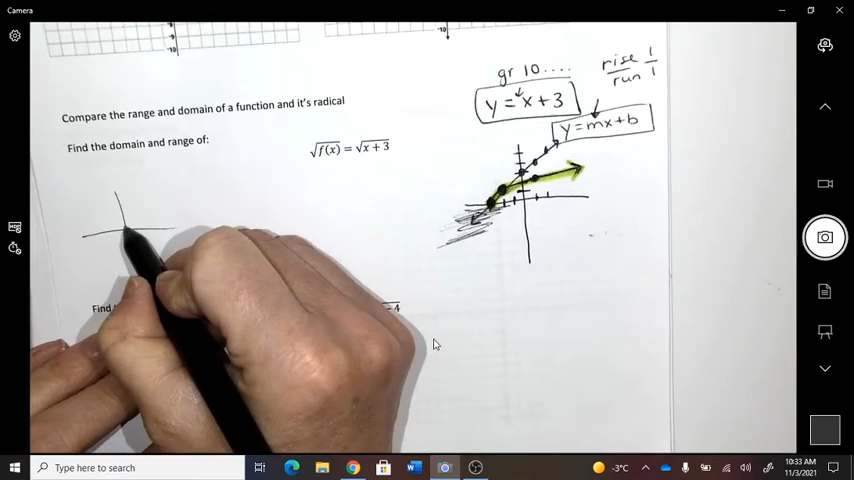 Camera
-10
-10
Compare the range and domain of a function and it's radical
Find the domain and range of:
√f(x) = √x + 3
gr 10....
y = x + 3
rise 1
run 1
y = mx + b
Find
- 4
Type here to search
-3°C
10:33 AM
11/3/2021